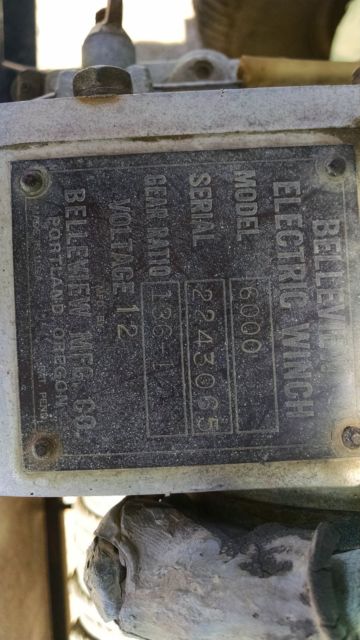 BELLEVIEW
ELECTRIC WINCH
MODEL 6000
SERIAL 2243065
GEAR RATIO 136-1
VOLTAGE 12
BELLEVIEW MFG. CO.
PORTLAND, OREGON